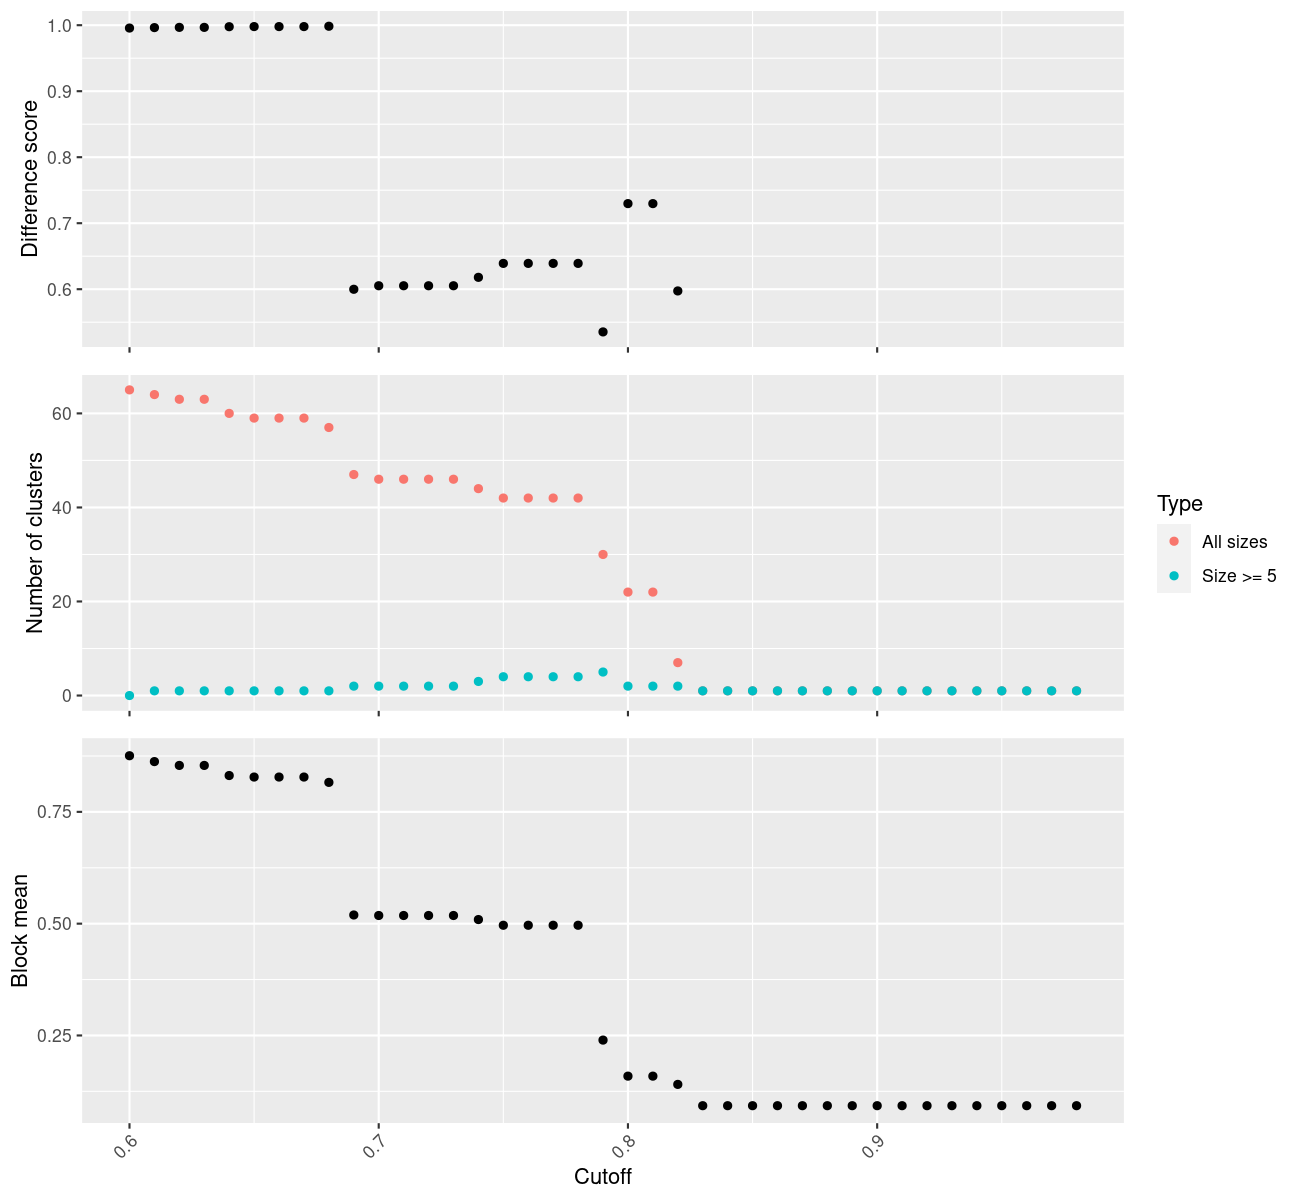 Difference score
1.0
0.9
0.8
0.7
0.6
Number of clusters
60
40
20
0
Type
All sizes
Size >= 5
Block mean
0.75
0.50
0.25
0.6
0.7
0.8
0.9
Cutoff